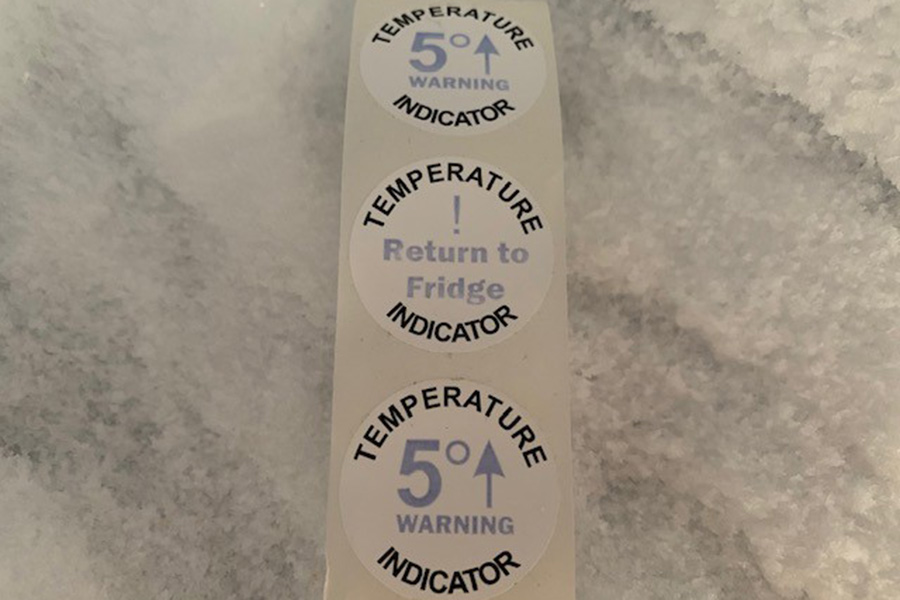 TEMPERATURE
5°↑
WARNING
INDICATOR
TEMPERATURE
!
Return to
Fridge
INDICATOR
TEMPERATURE
5°↑
WARNING
INDICATOR